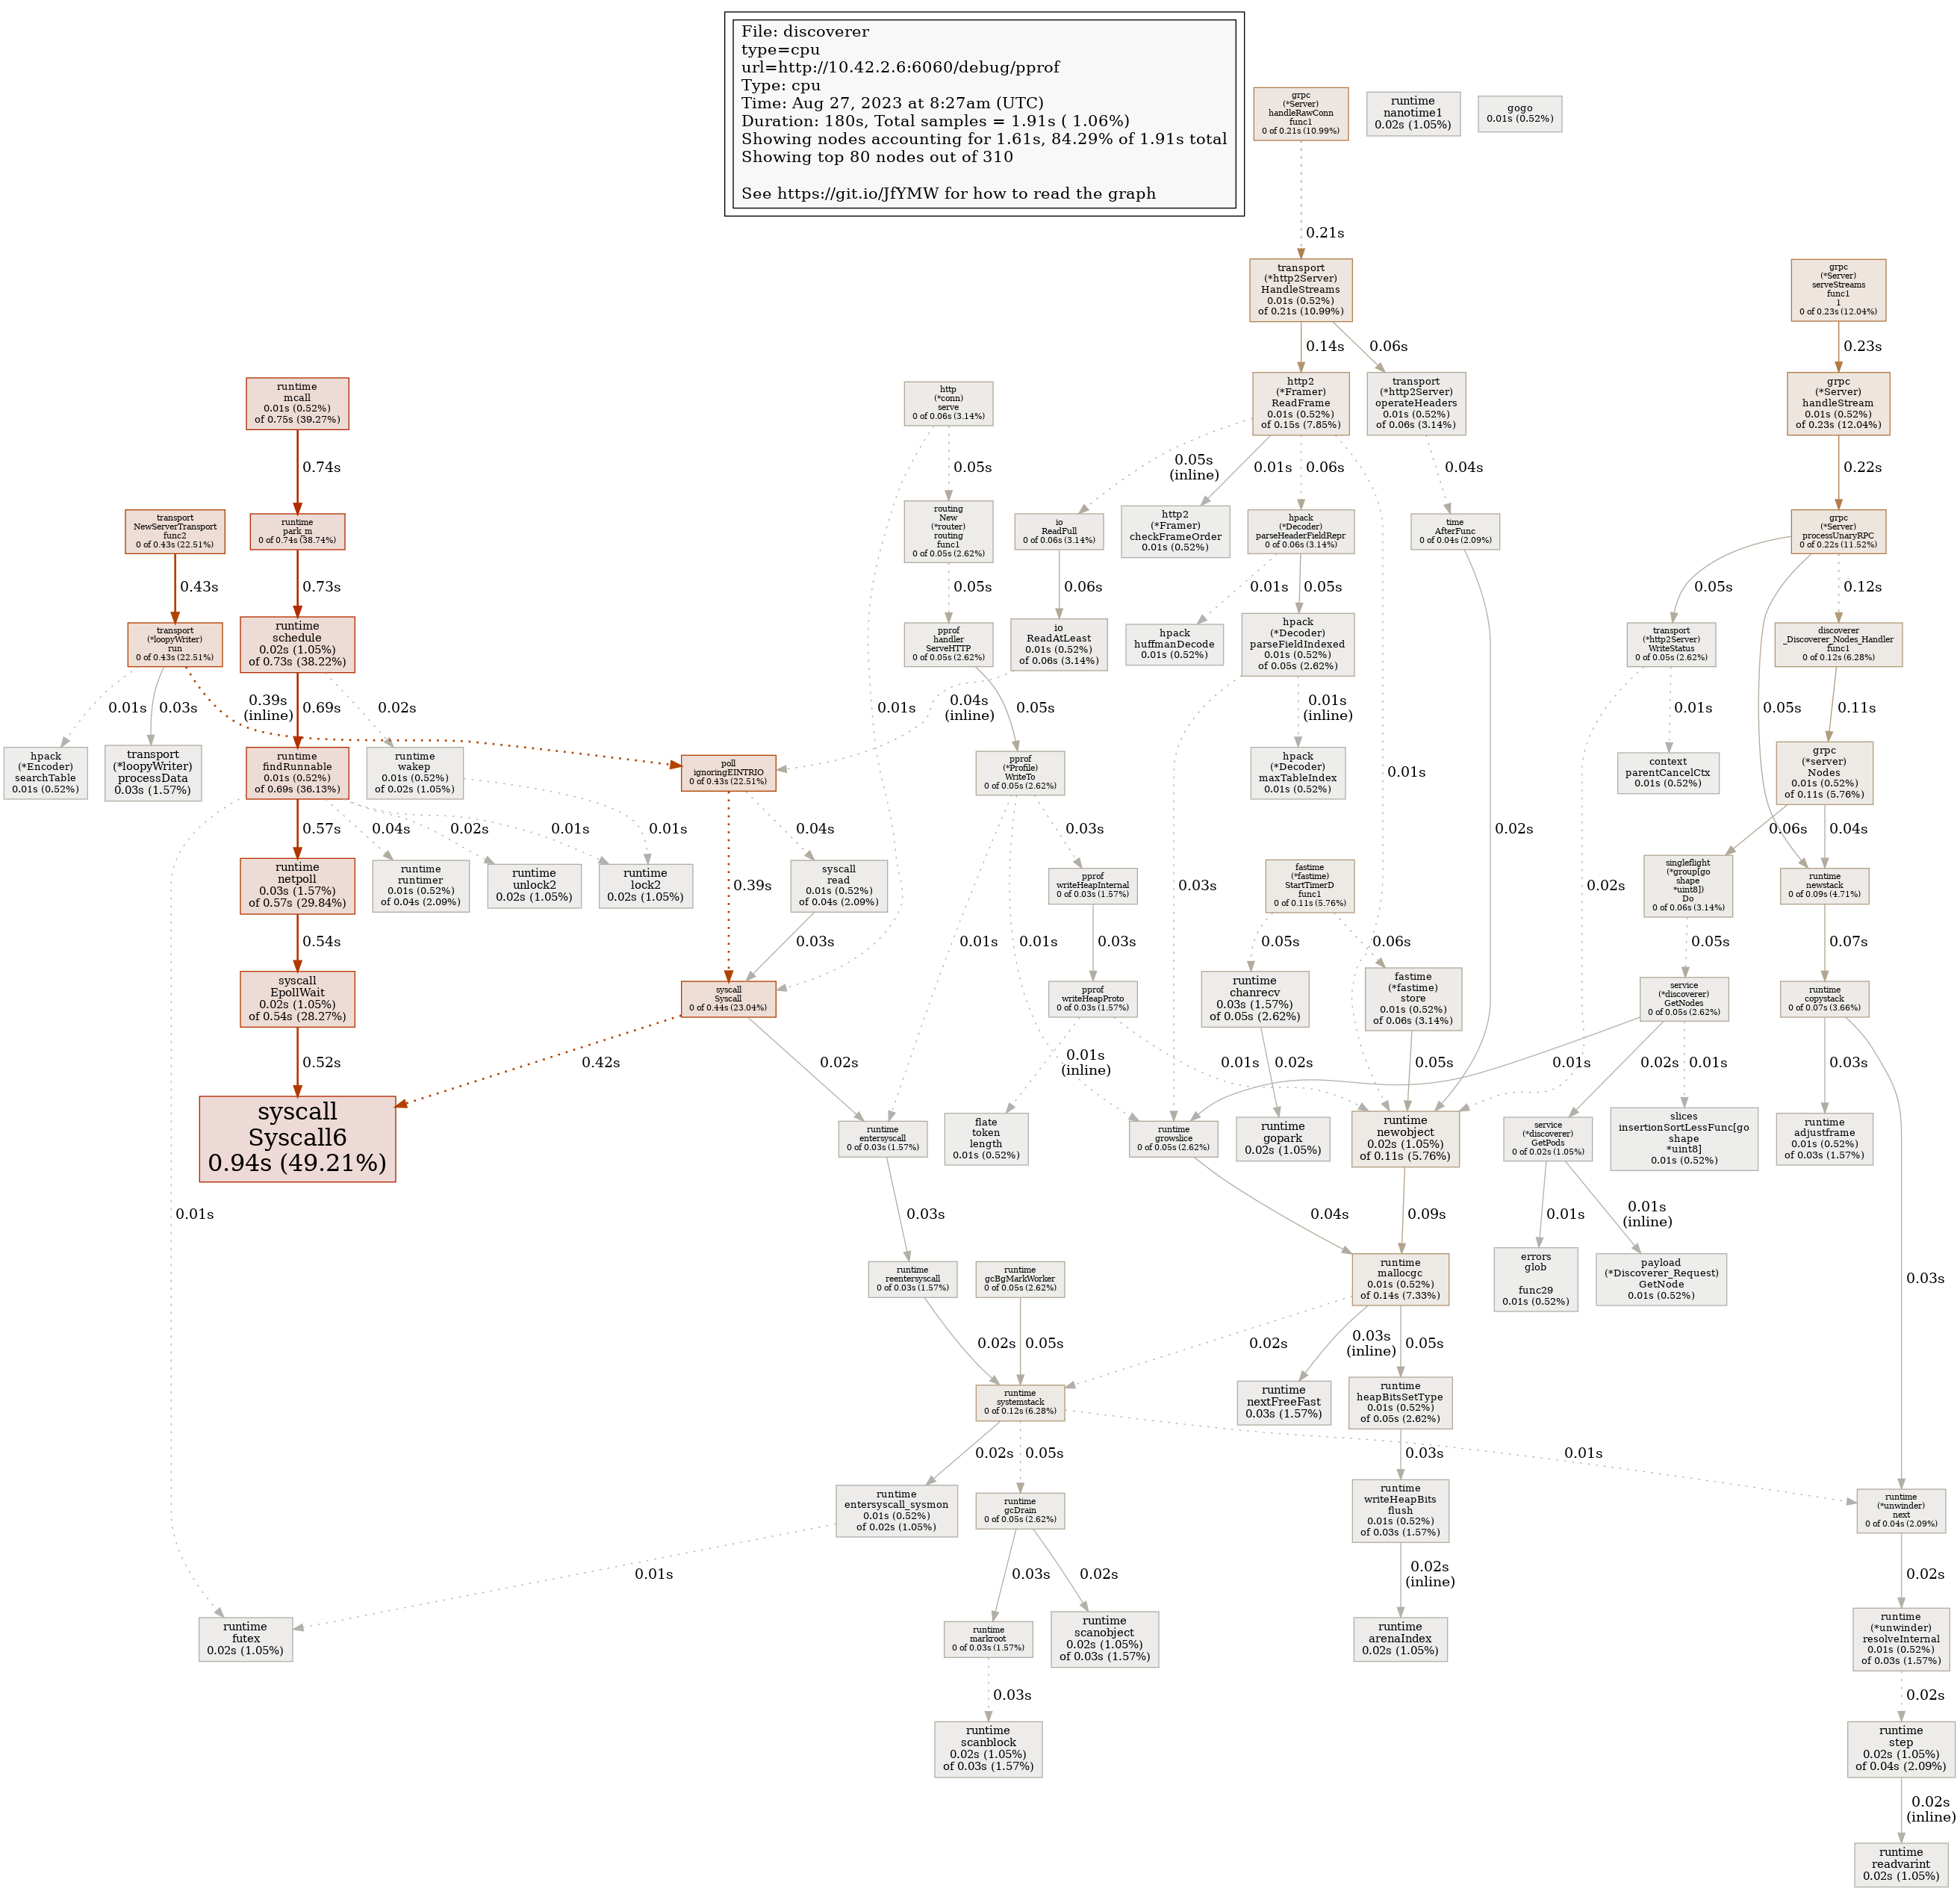 File: discoverer
type=cpu
url=http://10.42.2.6:6060/debug/pprof
Type: cpu
Time: Aug 27, 2023 at 8:27am (UTC)
Duration: 180s, Total samples = 1.91s ( 1.06%)
Showing nodes accounting for 1.61s, 84.29% of 1.91s total
Showing top 80 nodes out of 310
See https://git.io/JfYMW for how to read the graph
grpc
(*Server)
handleRawConn
func1
0 of 0.21s (10.99%)
runtime
nanotime1
0.02s (1.05%)
gogo
0.01s (0.52%)
0.21s
transport
(*http2Server)
HandleStreams
0.01s (0.52%)
of 0.21s (10.99%)
grpc
(*Server)
serveStreams
func1
1
0 of 0.23s (12.04%)
0.14s
0.06s
0.23s
runtime
mcall
0.01s (0.52%)
of 0.75s (39.27%)
http
(*conn)
serve
0 of 0.06s (3.14%)
http2
(*Framer)
ReadFrame
0.01s (0.52%)
of 0.15s (7.85%)
transport
(*http2Server)
operateHeaders
0.01s (0.52%)
of 0.06s (3.14%)
grpc
(*Server)
handleStream
0.01s (0.52%)
of 0.23s (12.04%)
0.74s
0.05s
0.05s
(inline)
0.01s
0.06s
0.04s
0.22s
transport
NewServerTransport
func2
0 of 0.43s (22.51%)
runtime
park_m
0 of 0.74s (38.74%)
routing
New
(*router)
routing
func1
0 of 0.05s (2.62%)
io
ReadFull
0 of 0.06s (3.14%)
http2
(*Framer)
checkFrameOrder
0.01s (0.52%)
hpack
(*Decoder)
parseHeaderFieldRepr
0 of 0.06s (3.14%)
time
AfterFunc
0 of 0.04s (2.09%)
grpc
(*Server)
processUnaryRPC
0 of 0.22s (11.52%)
0.43s
0.73s
0.05s
0.06s
0.01s
0.05s
0.05s
0.12s
transport
(*loopyWriter)
run
0 of 0.43s (22.51%)
runtime
schedule
0.02s (1.05%)
of 0.73s (38.22%)
pprof
handler
ServeHTTP
0 of 0.05s (2.62%)
io
ReadAtLeast
0.01s (0.52%)
of 0.06s (3.14%)
hpack
huffmanDecode
0.01s (0.52%)
hpack
(*Decoder)
parseFieldIndexed
0.01s (0.52%)
of 0.05s (2.62%)
transport
(*http2Server)
WriteStatus
0 of 0.05s (2.62%)
discoverer
_Discoverer_Nodes_Handler
func1
0 of 0.12s (6.28%)
0.01s
0.03s
0.39s
(inline)
0.69s
0.02s
0.01s
0.04s
(inline)
0.05s
0.01s
(inline)
0.05s
0.01s
0.11s
hpack
(*Encoder)
searchTable
0.01s (0.52%)
transport
(*loopyWriter)
processData
0.03s (1.57%)
runtime
findRunnable
0.01s (0.52%)
of 0.69s (36.13%)
runtime
wakep
0.01s (0.52%)
of 0.02s (1.05%)
poll
ignoringEINTRIO
0 of 0.43s (22.51%)
pprof
(*Profile)
WriteTo
0 of 0.05s (2.62%)
hpack
(*Decoder)
maxTableIndex
0.01s (0.52%)
0.01s
context
parentCancelCtx
0.01s (0.52%)
grpc
(*server)
Nodes
0.01s (0.52%)
of 0.11s (5.76%)
0.57s
0.04s
0.02s
0.01s
0.01s
0.04s
0.03s
0.02s
0.06s
0.04s
runtime
netpoll
0.03s (1.57%)
of 0.57s (29.84%)
runtime
runtimer
0.01s (0.52%)
of 0.04s (2.09%)
runtime
unlock2
0.02s (1.05%)
runtime
lock2
0.02s (1.05%)
0.39s
syscall
read
0.01s (0.52%)
of 0.04s (2.09%)
pprof
writeHeapInternal
0 of 0.03s (1.57%)
0.03s
fastime
(*fastime)
StartTimerD
func1
0 of 0.11s (5.76%)
0.02s
singleflight
(*group[go
shape
*uint8])
Do
0 of 0.06s (3.14%)
runtime
newstack
0 of 0.09s (4.71%)
0.54s
0.03s
0.01s
0.01s
0.03s
0.05s
0.06s
0.05s
0.07s
syscall
EpollWait
0.02s (1.05%)
of 0.54s (28.27%)
syscall
Syscall
0 of 0.44s (23.04%)
pprof
writeHeapProto
0 of 0.03s (1.57%)
runtime
chanrecv
0.03s (1.57%)
of 0.05s (2.62%)
fastime
(*fastime)
store
0.01s (0.52%)
of 0.06s (3.14%)
service
(*discoverer)
GetNodes
0 of 0.05s (2.62%)
runtime
copystack
0 of 0.07s (3.66%)
0.52s
0.42s
0.02s
0.01s
(inline)
0.01s
0.02s
0.05s
0.01s
0.02s
0.01s
0.03s
syscall
Syscall6
0.94s (49.21%)
runtime
entersyscall
0 of 0.03s (1.57%)
flate
token
length
0.01s (0.52%)
runtime
growslice
0 of 0.05s (2.62%)
runtime
gopark
0.02s (1.05%)
runtime
newobject
0.02s (1.05%)
of 0.11s (5.76%)
service
(*discoverer)
GetPods
0 of 0.02s (1.05%)
slices
insertionSortLessFunc[go
shape
*uint8]
0.01s (0.52%)
runtime
adjustframe
0.01s (0.52%)
of 0.03s (1.57%)
0.01s
0.03s
0.04s
0.09s
0.01s
0.01s
(inline)
runtime
reentersyscall
0 of 0.03s (1.57%)
runtime
gcBgMarkWorker
0 of 0.05s (2.62%)
runtime
mallocgc
0.01s (0.52%)
of 0.14s (7.33%)
errors
glob
func29
0.01s (0.52%)
payload
(*Discoverer_Request)
GetNode
0.01s (0.52%)
0.03s
0.02s
0.05s
0.02s
0.03s
(inline)
0.05s
runtime
systemstack
0 of 0.12s (6.28%)
runtime
nextFreeFast
0.03s (1.57%)
runtime
heapBitsSetType
0.01s (0.52%)
of 0.05s (2.62%)
0.02s
0.05s
0.03s
0.01s
runtime
entersyscall_sysmon
0.01s (0.52%)
of 0.02s (1.05%)
runtime
gcDrain
0 of 0.05s (2.62%)
runtime
writeHeapBits
flush
0.01s (0.52%)
of 0.03s (1.57%)
runtime
(*unwinder)
next
0 of 0.04s (2.09%)
0.01s
0.03s
0.02s
0.02s
(inline)
0.02s
runtime
futex
0.02s (1.05%)
runtime
markroot
0 of 0.03s (1.57%)
runtime
scanobject
0.02s (1.05%)
of 0.03s (1.57%)
runtime
arenaIndex
0.02s (1.05%)
runtime
(*unwinder)
resolveInternal
0.01s (0.52%)
of 0.03s (1.57%)
0.03s
0.02s
runtime
scanblock
0.02s (1.05%)
of 0.03s (1.57%)
runtime
step
0.02s (1.05%)
of 0.04s (2.09%)
0.02s
(inline)
runtime
readvarint
0.02s (1.05%)